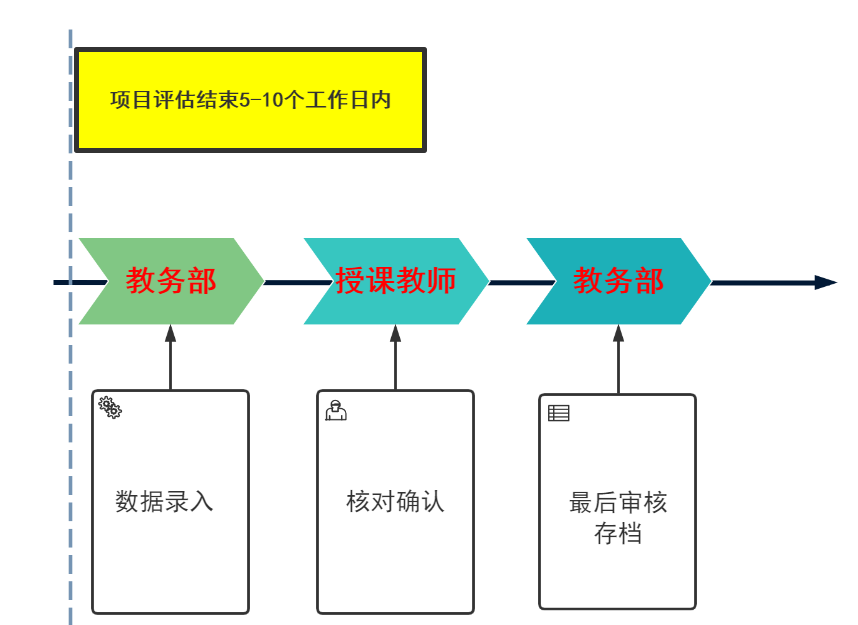 项目评估结束5-10个工作日内
教务部
授课教师
教务部
数据录入
核对确认
最后审核
存档